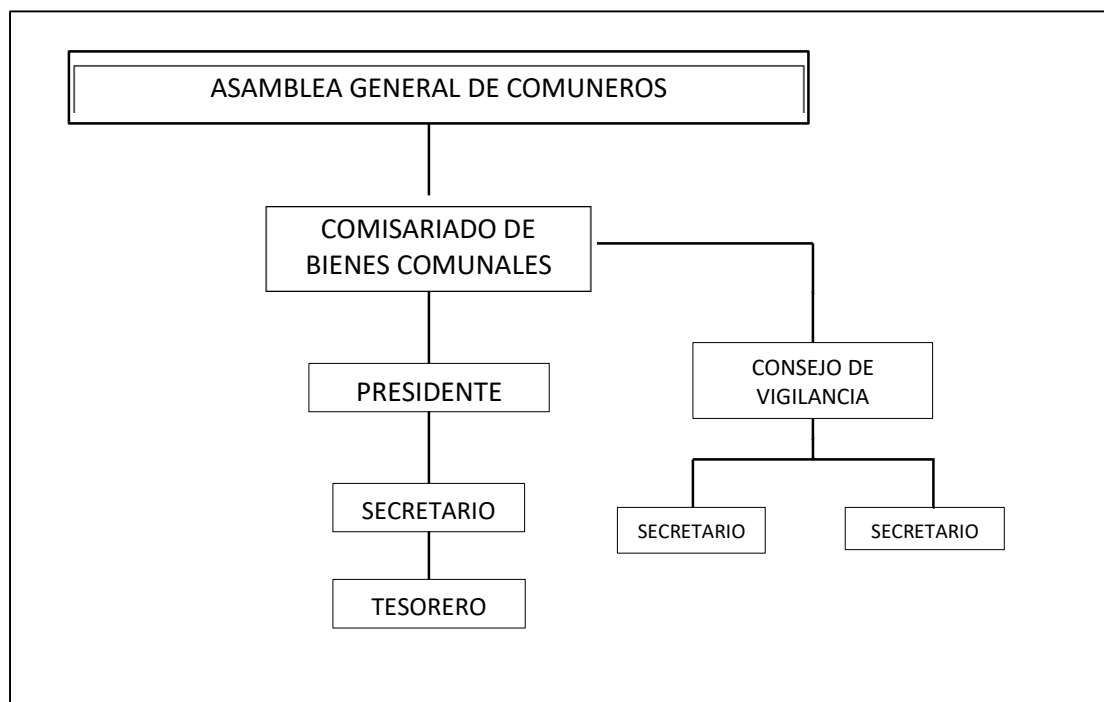 ASAMBLEA GENERAL DE COMUNEROS
COMISARIADO DE
BIENES COMUNALES
PRESIDENTE
CONSEJO DE
VIGILANCIA
SECRETARIO
SECRETARIO
SECRETARIO
TESORERO